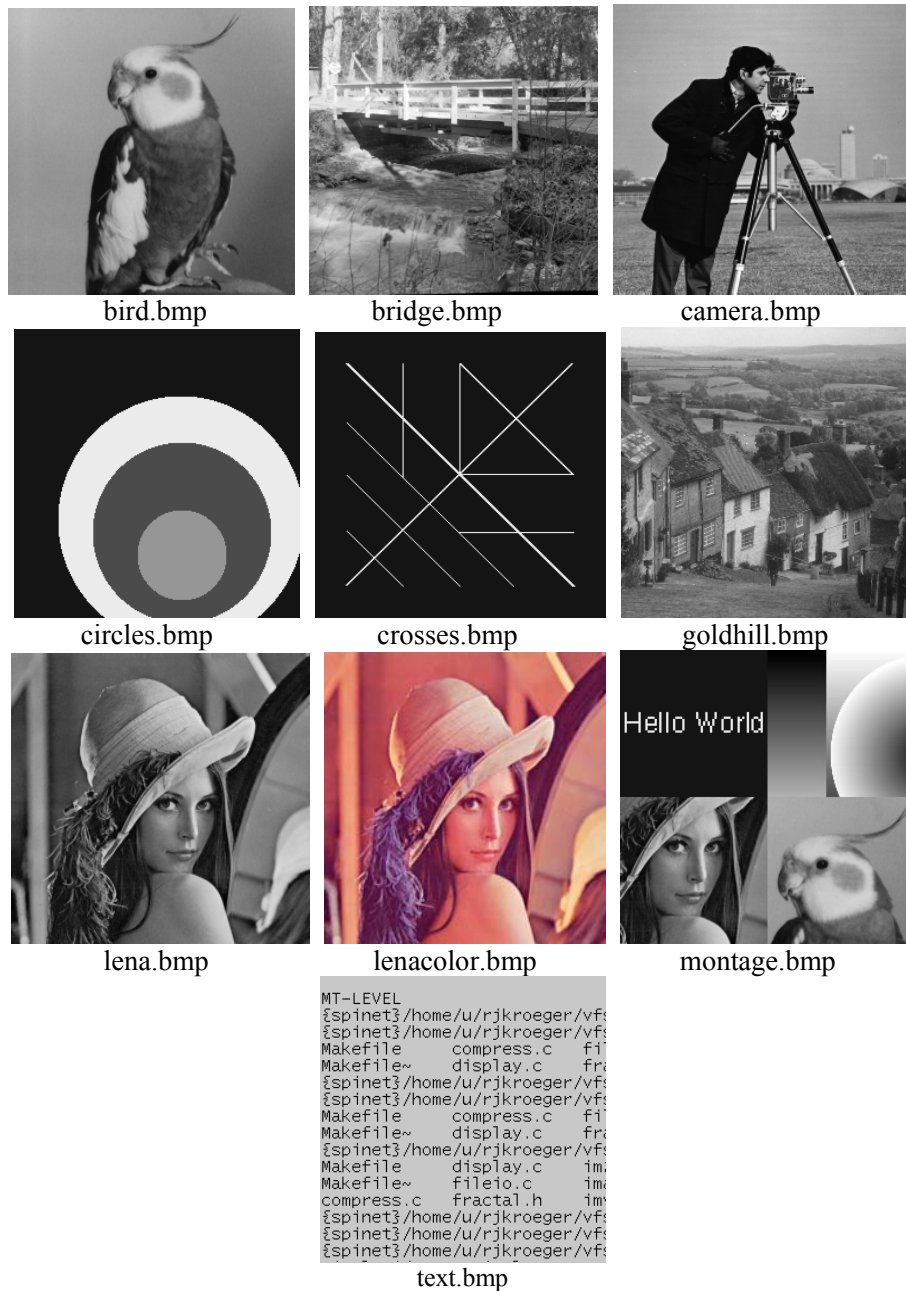 bird.bmp bridge.bmp camera.bmp
circles.bmp crosses.bmp goldhill.bmp
Hello World
lena.bmp lenacolor.bmp montage.bmp
MT-LEVEL
{spinet}/home/u/rjkroeger/vfs
{spinet}/home/u/rjkroeger/vfs
Makefile compress.c fil
Makefile~ display.c fra
{spinet}/home/u/rjkroeger/vfs
{spinet}/home/u/rjkroeger/vfs
Makefile compress.c fil
Makefile~ display.c fra
{spinet}/home/u/rjkroeger/vfs
Makefile display.c im2
Makefile~ fileio.c ima
compress.c fractal.h imv
{spinet}/home/u/rjkroeger/vfs
{spinet}/home/u/rjkroeger/vfs
{spinet}/home/u/rjkroeger/vfs
text.bmp